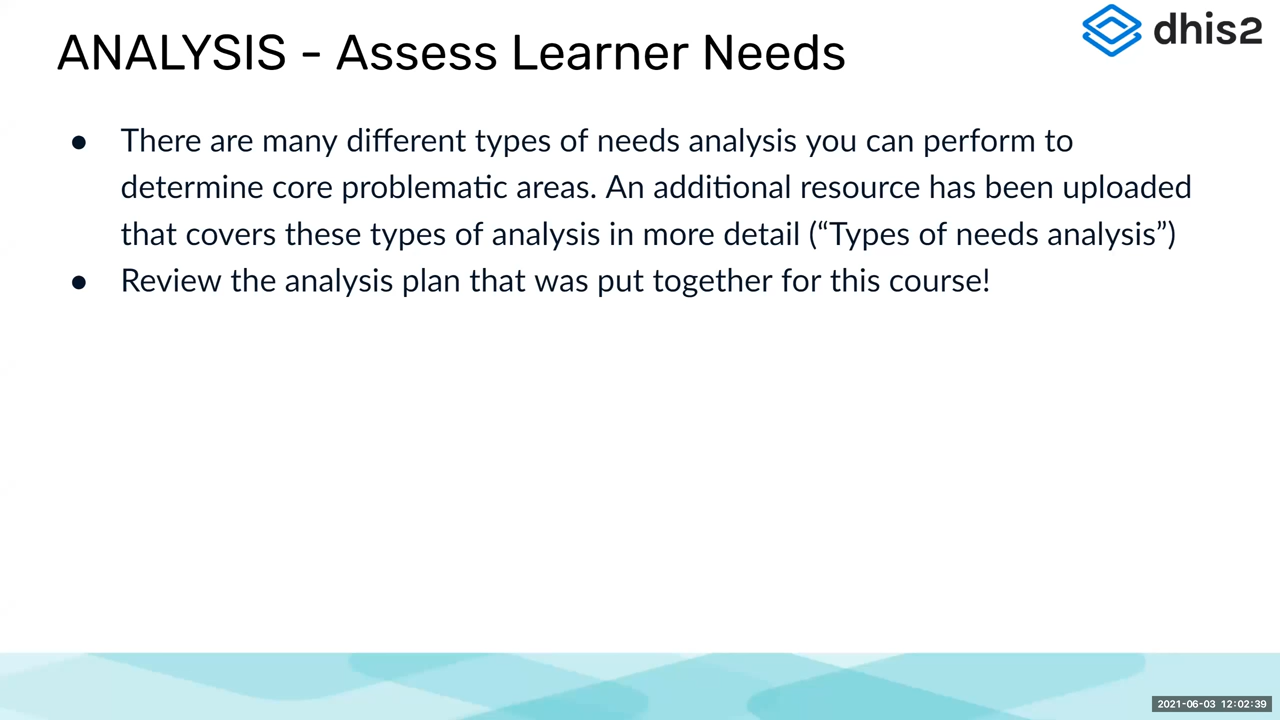 ANALYSIS - Assess Learner Needs
dhis2
● There are many different types of needs analysis you can perform to
determine core problematic areas. An additional resource has been uploaded
that covers these types of analysis in more detail (“Types of needs analysis”)
● Review the analysis plan that was put together for this course!
2021-06-03 12:02:39